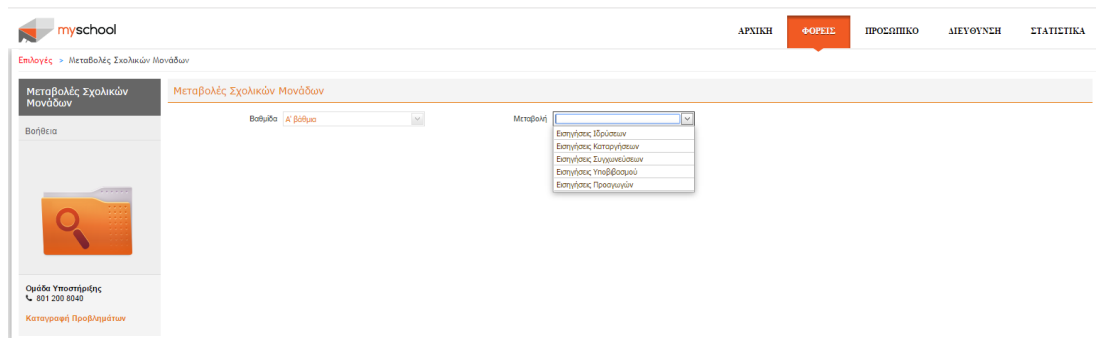 myschool
ΑΡΧΙΚΗ ΦΟΡΕΙΣ ΠΡΟΣΩΠΙΚΟ ΔΙΕΥΘΥΝΣΗ ΣΤΑΤΙΣΤΙΚΑ
Επιλογές > Μεταβολές Σχολικών Μονάδων
Μεταβολές Σχολικών
Μονάδων
Βοήθεια
Ομάδα Υποστήριξης
801 200 8040
Καταγραφή Προβλημάτων
Μεταβολές Σχολικών Μονάδων
Βαθμίδα Α' βάθμια Μεταβολή
Εισηγήσεις Ιδρύσεων
Εισηγήσεις Καταργήσεων
Εισηγήσεις Συγχωνεύσεων
Εισηγήσεις Υποβιβασμού
Εισηγήσεις Προαγωγών